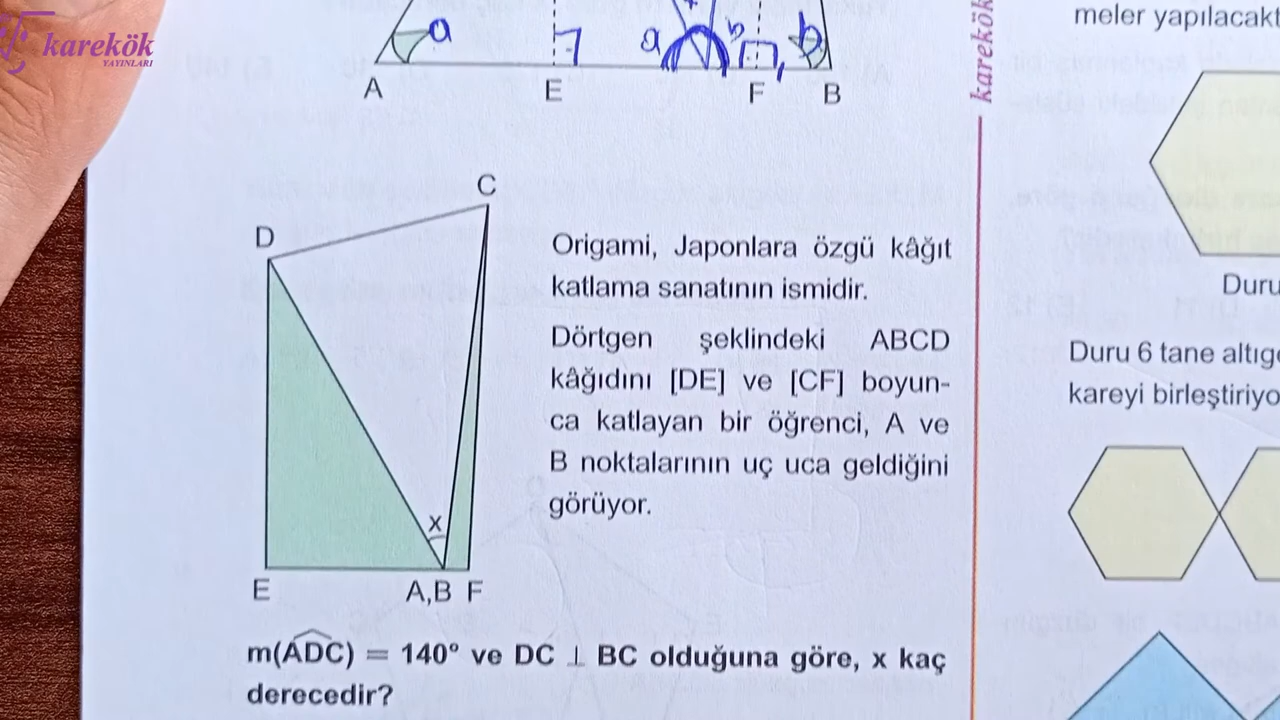 karekök
YAYINLARI
a
a
b
b
A
E
F
B
karekök
meler yapılacakt
C
D
x
E
A,B
F
Origami, Japonlara özgü kâğıt
katlama sanatının ismidir.
Dörtgen şeklindeki ABCD
kâğıdını [DE] ve [CF] boyun-
ca katlayan bir öğrenci, A ve
B noktalarının uç uca geldiğini
görüyor.
m(ADC) = 140° ve DC ⊥ BC olduğuna göre, x kaç
derecedir?
Duru
Duru 6 tane altıge
kareyi birleştiriyo